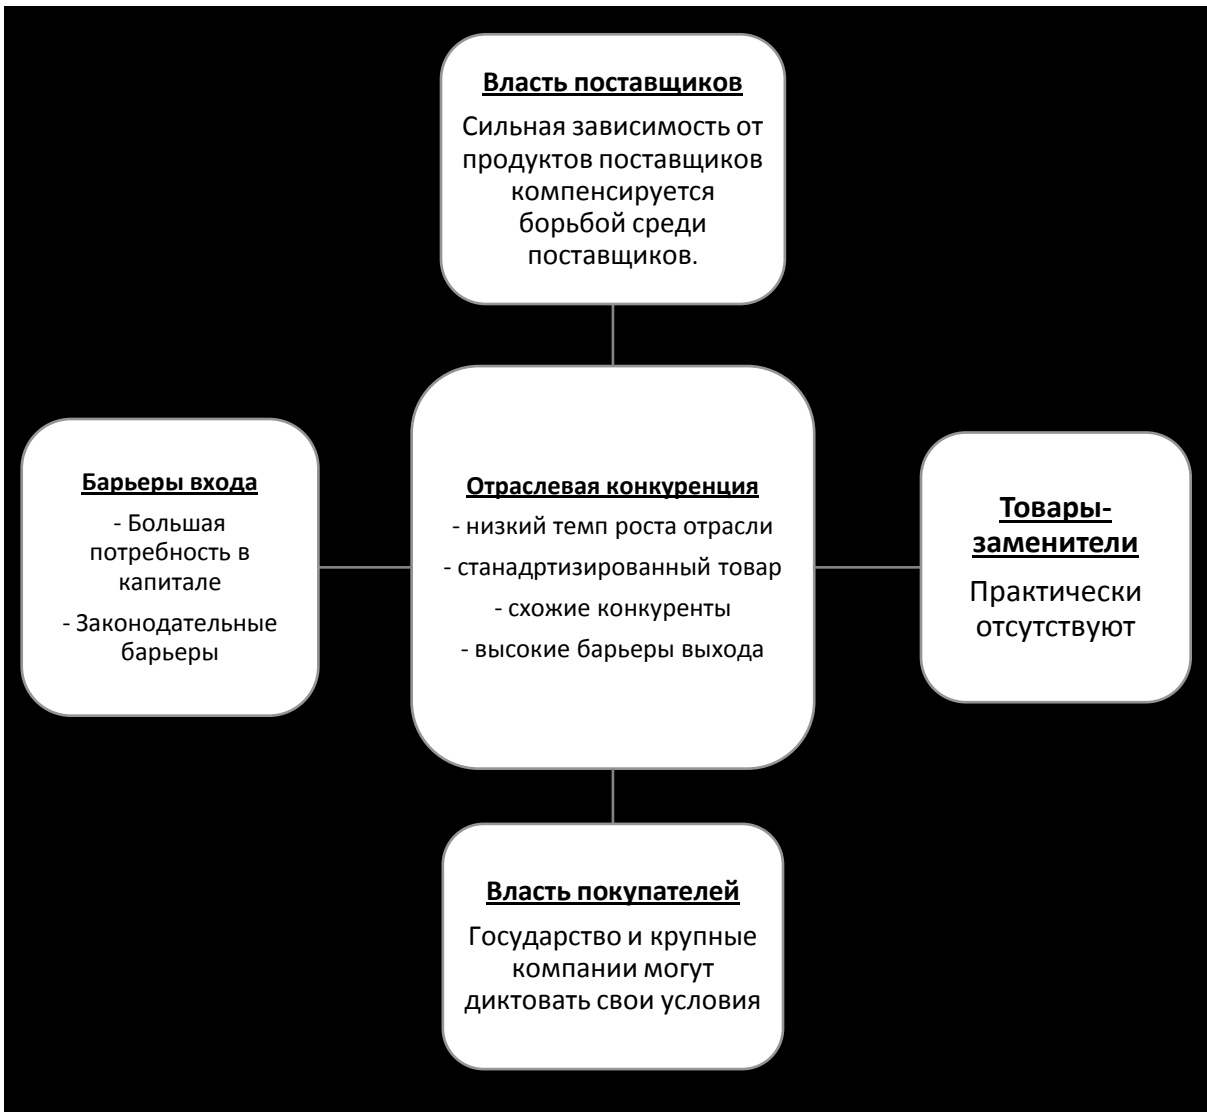 Власть поставщиков
Сильная зависимость от
продуктов поставщиков
компенсируется
борьбой среди
поставщиков.
Барьеры входа
- Большая
потребность в
капитале
- Законодательные
барьеры
Отраслевая конкуренция
- низкий темп роста отрасли
- станадртизированный товар
- схожие конкуренты
- высокие барьеры выхода
Товары-
заменители
Практически
отсутствуют
Власть покупателей
Государство и крупные
компании могут
диктовать свои условия